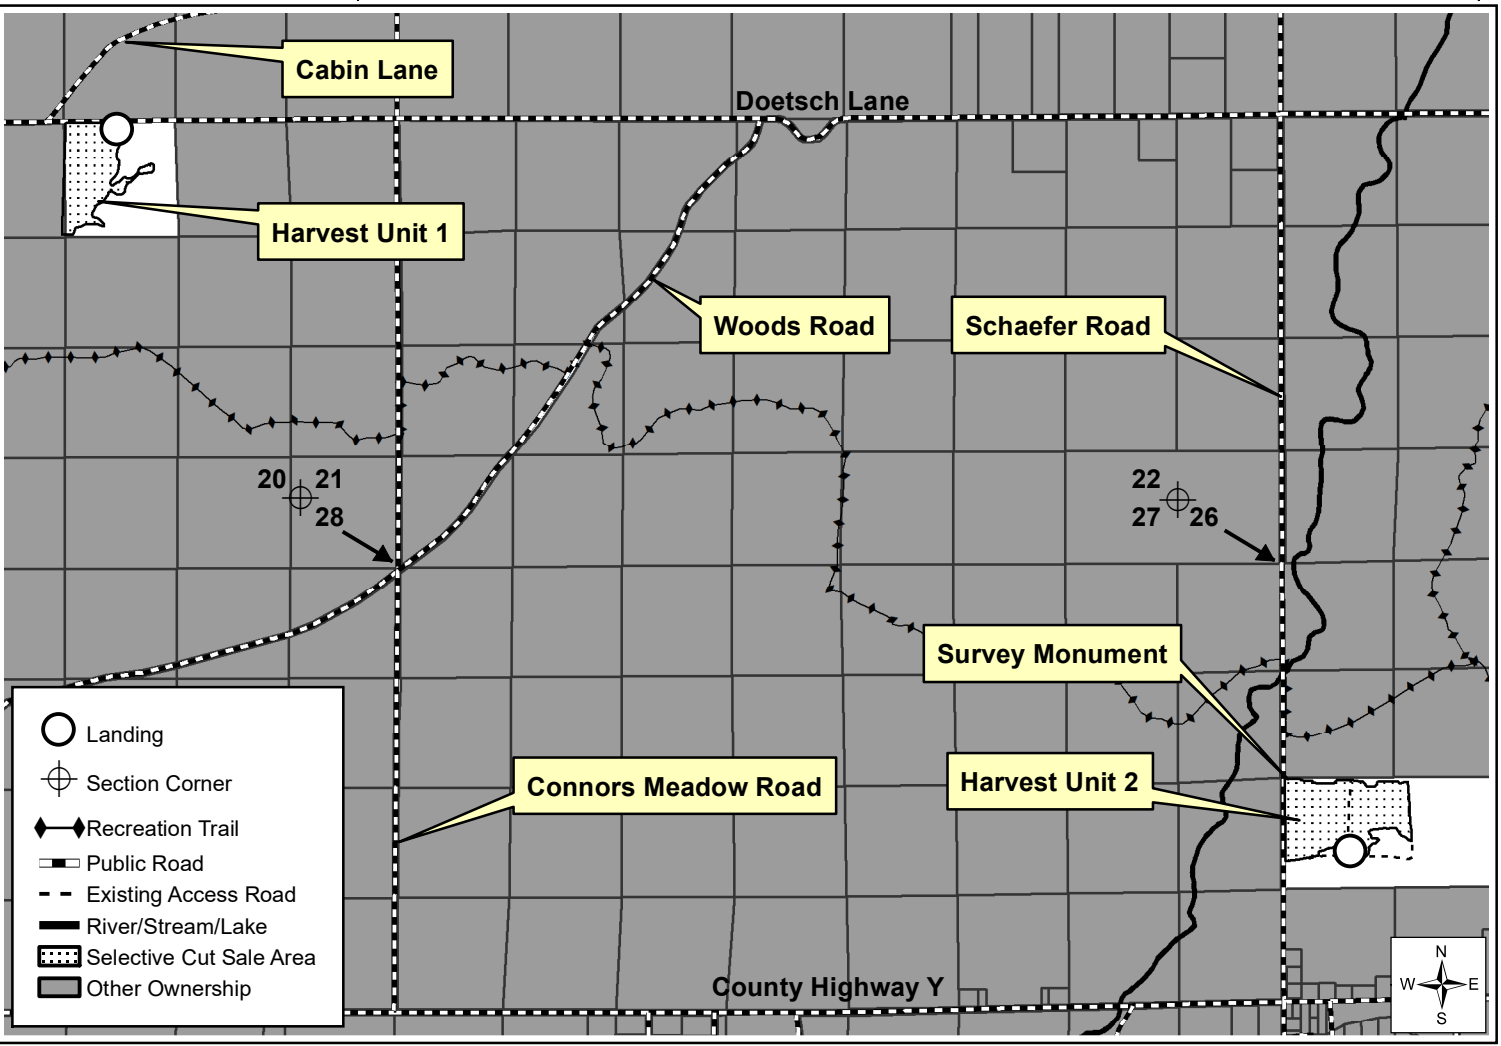 Cabin Lane
Doetsch Lane
Harvest Unit 1
Woods Road
Schaefer Road
20 21
28
22
27 26
Survey Monument
Harvest Unit 2
Connors Meadow Road
Landing
Section Corner
Recreation Trail
Public Road
Existing Access Road
River/Stream/Lake
Selective Cut Sale Area
Other Ownership
County Highway Y
N
W E
S